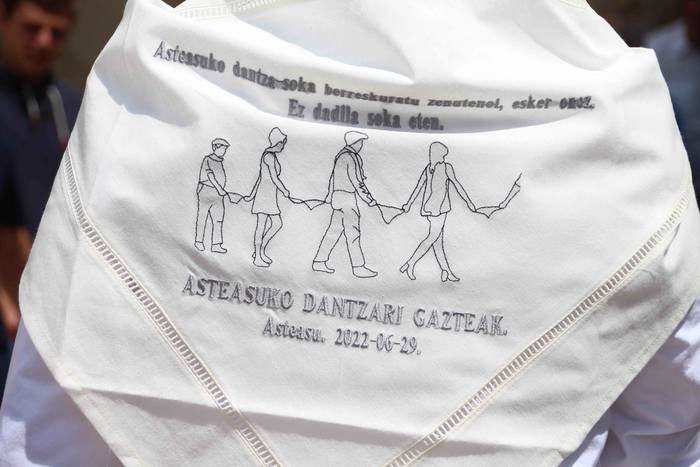 Asteasuko dantza-soka berreskuratu zenutenoi, esker onez.
Ez dadila soka eten.
ASTEASUKO DANTZARI GAZTEAK.
Asteasu. 2022-06-29.